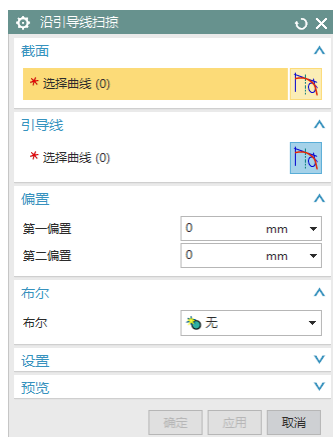 沿引导线扫掠
截面
* 选择曲线 (0)
引导线
* 选择曲线 (0)
偏置
第一偏置 0 mm
第二偏置 0 mm
布尔
布尔 无
设置
预览
确定 应用 取消